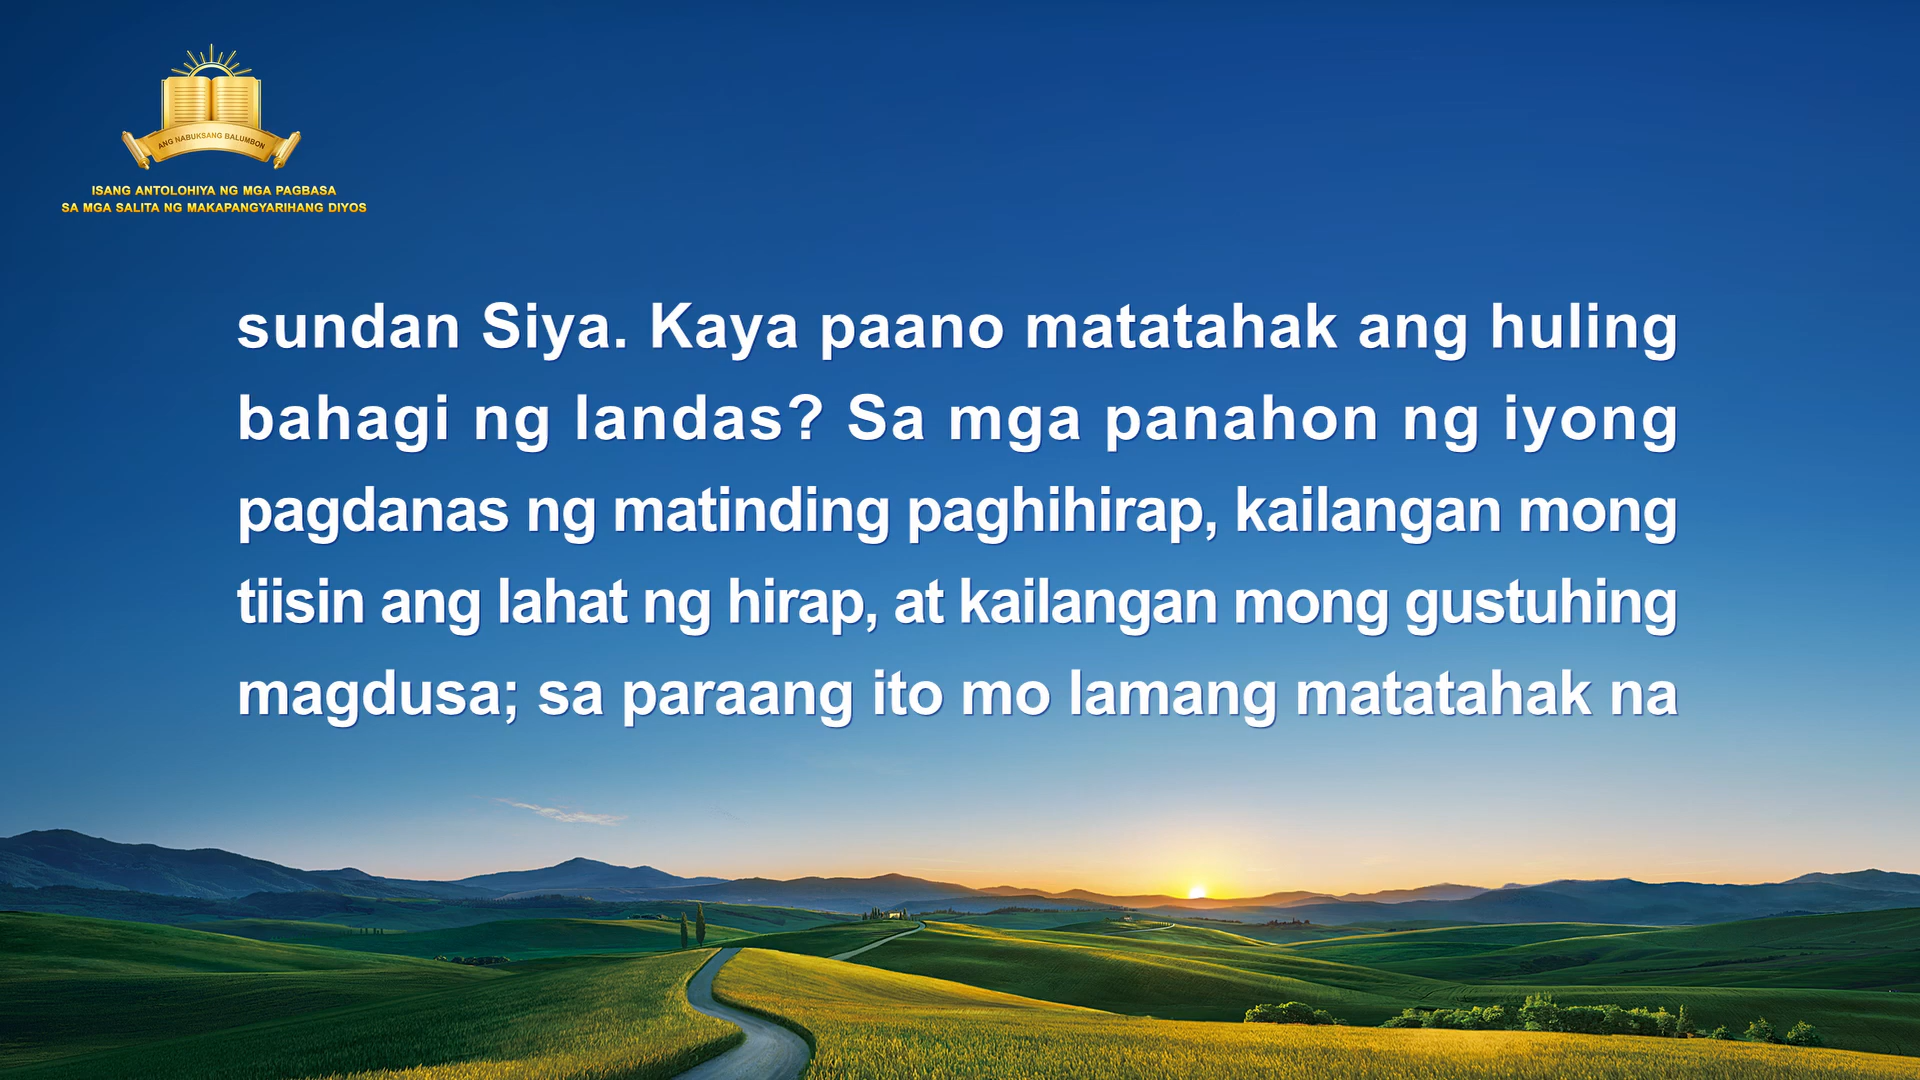 ANG NABUKSANG BALUMBON
ISANG ANTOLOHIYA NG MGA PAGBASA
SA MGA SALITA NG MAKAPANGYARIHANG DIYOS
sundan Siya. Kaya paano matatahak ang huling
bahagi ng landas? Sa mga panahon ng iyong
pagdanas ng matinding paghihirap, kailangan mong
tiisin ang lahat ng hirap, at kailangan mong gustuhing
magdusa; sa paraang ito mo lamang matatahak na